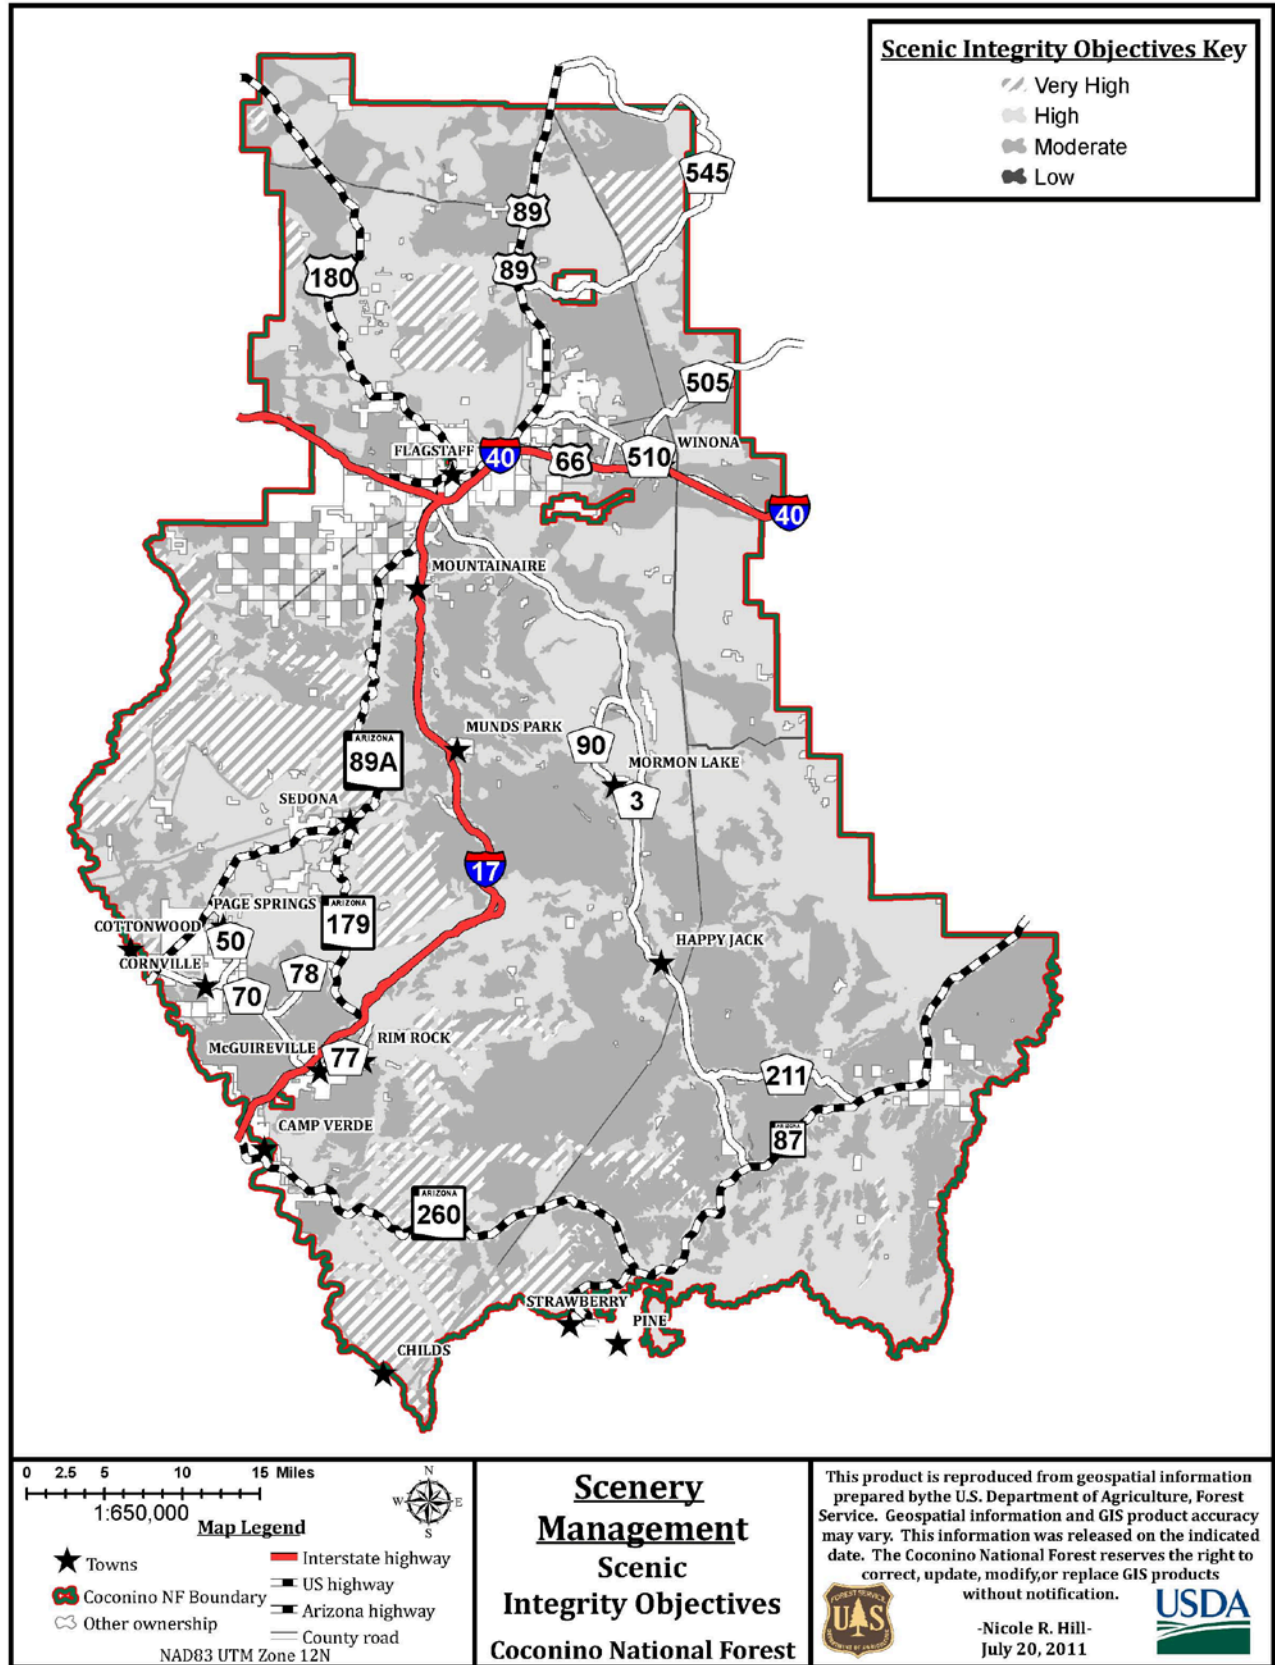 Scenic Integrity Objectives Key
Very High
High
Moderate
Low
545
89
89
180
505
WINONA
FLAGSTAFF
40
66
510
40
MOUNTAINAIRE
MUNDS PARK
ARIZONA
89A
90
MORMON LAKE
3
SEDONA
17
PAGE SPRINGS
ARIZONA
179
COTTONWOOD
50
HAPPY JACK
CORNVILLE
78
70
RIM ROCK
McGUIREVILLE
77
211
CAMP VERDE
ARIZONA
87
ARIZONA
260
STRAWBERRY
PINE
CHILDS
0 2.5 5 10 15 Miles
1:650,000
N
W E
S
Map Legend
Towns
Coconino NF Boundary
Other ownership
Interstate highway
US highway
Arizona highway
County road
NAD83 UTM Zone 12N
Scenery
Management
Scenic
Integrity Objectives
Coconino National Forest
This product is reproduced from geospatial information
prepared bythe U.S. Department of Agriculture, Forest
Service. Geospatial information and GIS product accuracy
may vary. This information was released on the indicated
date. The Coconino National Forest reserves the right to
correct, update, modify,or replace GIS products
without notification.
-Nicole R. Hill-
July 20, 2011
FOREST SERVICE
U S
DEPARTMENT OF AGRICULTURE
USDA